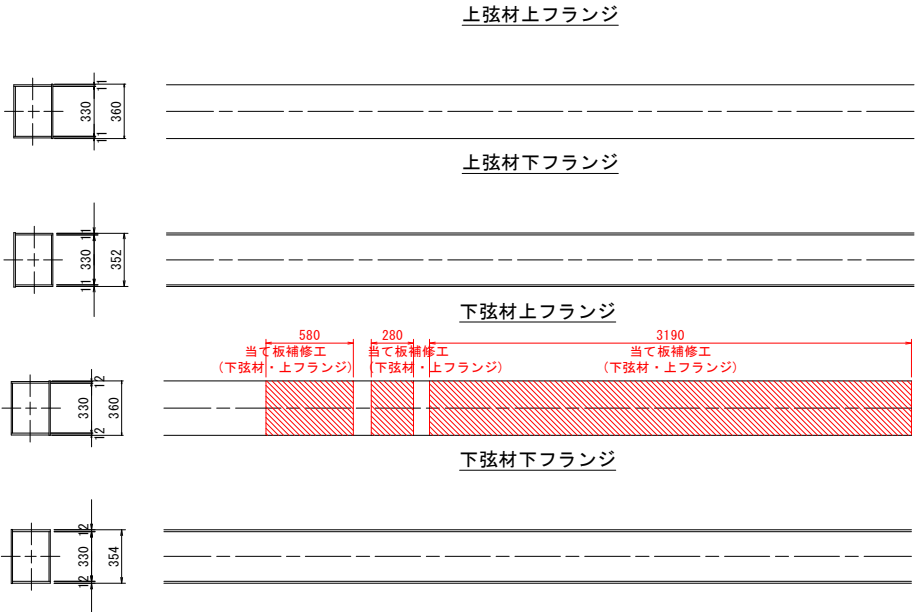 上弦材上フランジ
11
330
360
11
上弦材下フランジ
11
330
352
11
下弦材上フランジ
580
280
3190
当て板補修工
(下弦材・上フランジ)
当て板補修工
(下弦材・上フランジ)
当て板補修工
(下弦材・上フランジ)
12
330
360
12
下弦材下フランジ
12
330
354
12